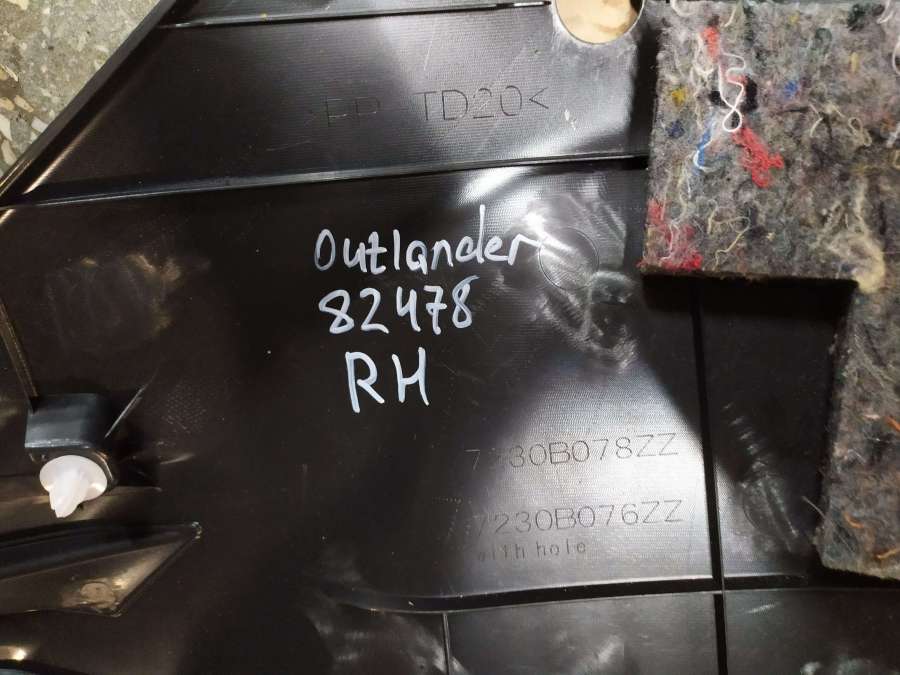 >PP-TD20<
Outlander
82478
RH
7230B078ZZ
7230B076ZZ
with hole